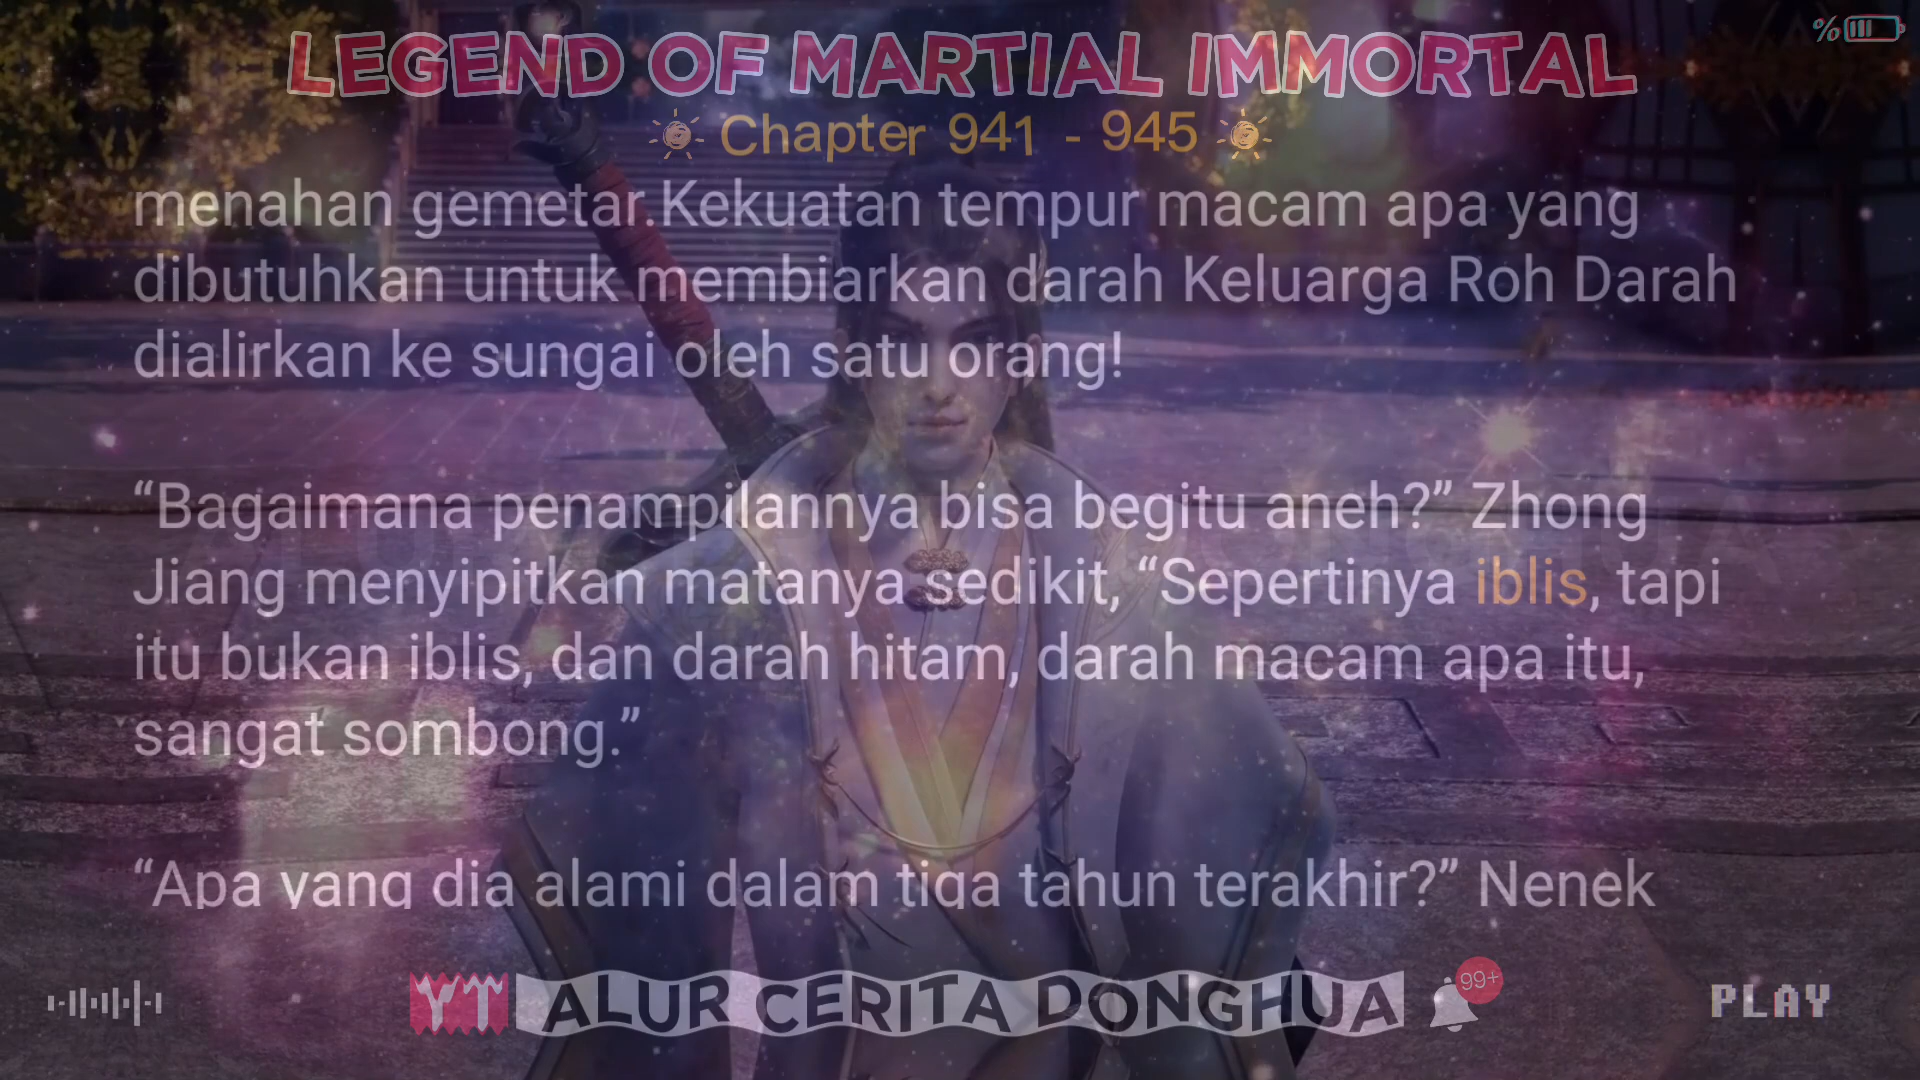 LEGEND OF MARTIAL IMMORTAL
%
Chapter 941 - 945
menahan gemetar.Kekuatan tempur macam apa yang
dibutuhkan untuk membiarkan darah Keluarga Roh Darah
dialirkan ke sungai oleh satu orang!
“Bagaimana penampilannya bisa begitu aneh?” Zhong
Jiang menyipitkan matanya sedikit, “Sepertinya iblis, tapi
itu bukan iblis, dan darah hitam, darah macam apa itu,
sangat sombong.”
“Apa yang dia alami dalam tiga tahun terakhir?” Nenek
YT ALUR CERITA DONGHUA 99+
PLAY